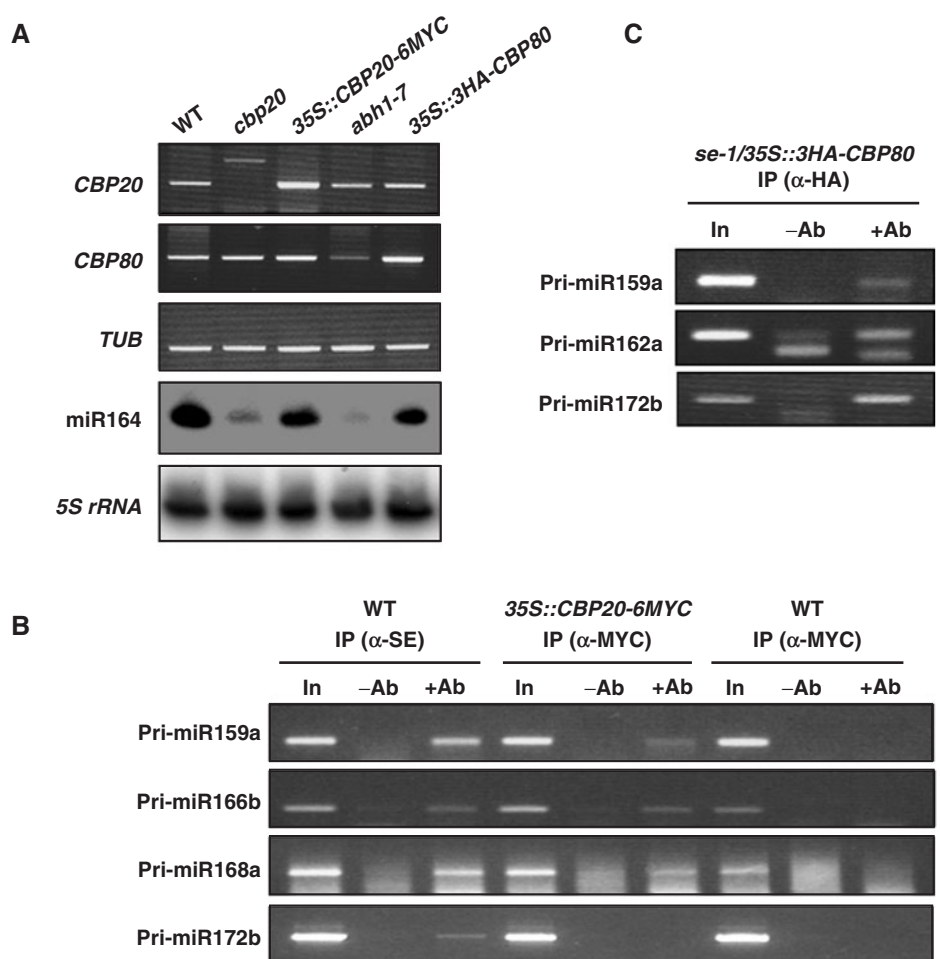 A
WT
cbp20
35S::CBP20-6MYC
abh1-7
35S::3HA-CBP80
CBP20
CBP80
TUB
miR164
5S rRNA
C
se-1/35S::3HA-CBP80
IP (α-HA)
In −Ab +Ab
Pri-miR159a
Pri-miR162a
Pri-miR172b
B
WT 35S::CBP20-6MYC WT
IP (α-SE) IP (α-MYC) IP (α-MYC)
In −Ab +Ab In −Ab +Ab In −Ab +Ab
Pri-miR159a
Pri-miR166b
Pri-miR168a
Pri-miR172b